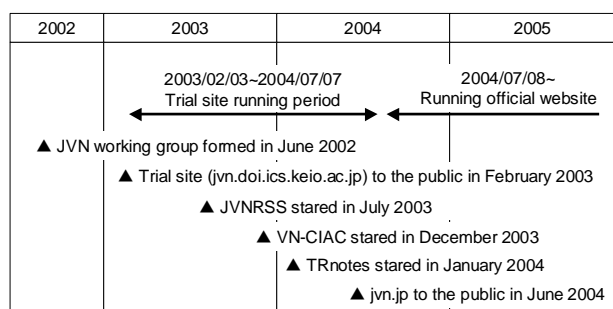 2002 2003 2004 2005
2003/02/03~2004/07/07
Trial site running period
2004/07/08~
Running official website
▲ JVN working group formed in June 2002
▲ Trial site (jvn.doi.ics.keio.ac.jp) to the public in February 2003
▲ JVNRSS stared in July 2003
▲ VN-CIAC stared in December 2003
▲ TRnotes stared in January 2004
▲ jvn.jp to the public in June 2004